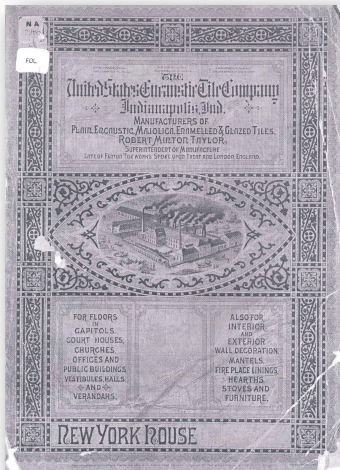 NA
FOL
THE
United States Encaustic Tile Company
Indianapolis, Ind.
MANUFACTURERS OF
PLAIN, ENCAUSTIC, MAJOLICA, ENAMELLED & GLAZED TILES.
ROBERT MINTON TAYLOR,
SUPERINTENDENT OF MANUFACTURE
LATE OF FENTON TILE WORKS STOKE UPON TRENT AND LONDON ENGLAND.
FOR FLOORS
IN
CAPITOLS,
COURT HOUSES,
CHURCHES,
OFFICES AND
PUBLIC BUILDINGS,
VESTIBULES, HALLS
AND
VERANDAHS.
ALSO FOR
INTERIOR
AND
EXTERIOR
WALL DECORATION,
MANTELS,
FIRE PLACE LININGS,
HEARTHS,
STOVES AND
FURNITURE.
NEW YORK HOUSE